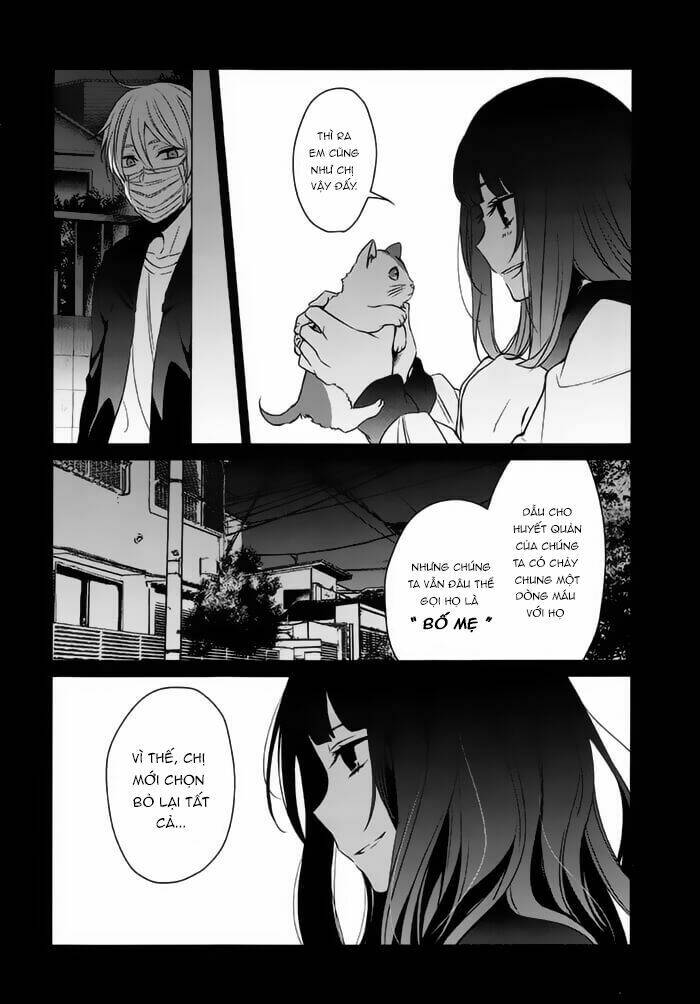 THÌ RA
EM CŨNG
NHƯ CHỊ
VẬY ĐẤY.
DẪU CHO
HUYẾT QUẢN
CỦA CHÚNG
TA CÓ CHẢY
CHUNG MỘT
DÒNG MÁU
VỚI HỌ
NHƯNG CHÚNG
TA VẪN ĐÂU THỂ
GỌI HỌ LÀ
" BỐ MẸ "
VÌ THẾ, CHỊ
MỚI CHỌN
BỎ LẠI TẤT
CẢ...